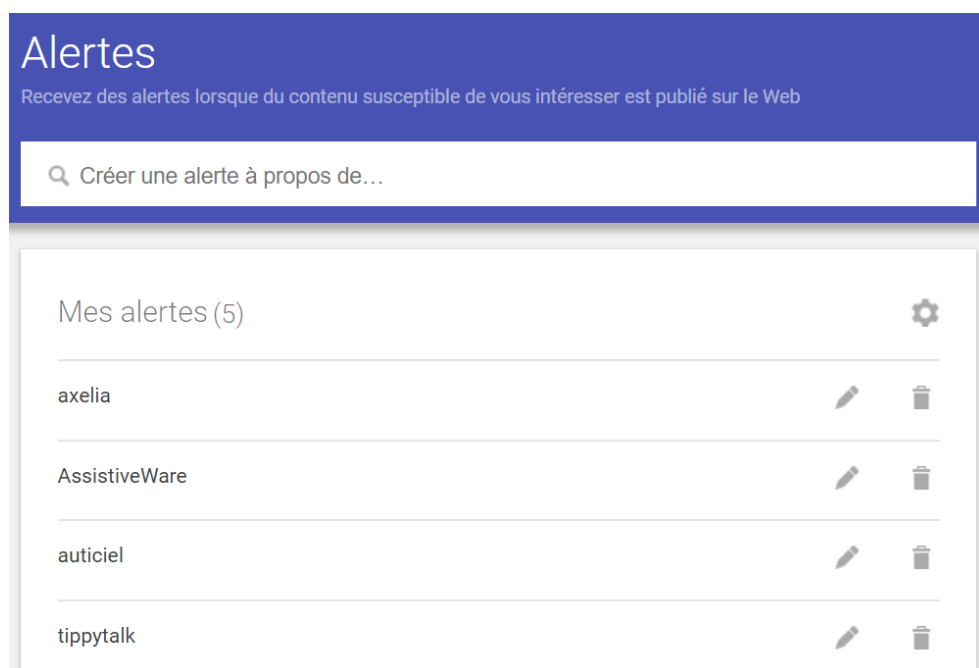 Alertes
Recevez des alertes lorsque du contenu susceptible de vous intéresser est publié sur le Web
Créer une alerte à propos de…
Mes alertes (5)
axelia
AssistiveWare
auticiel
tippytalk